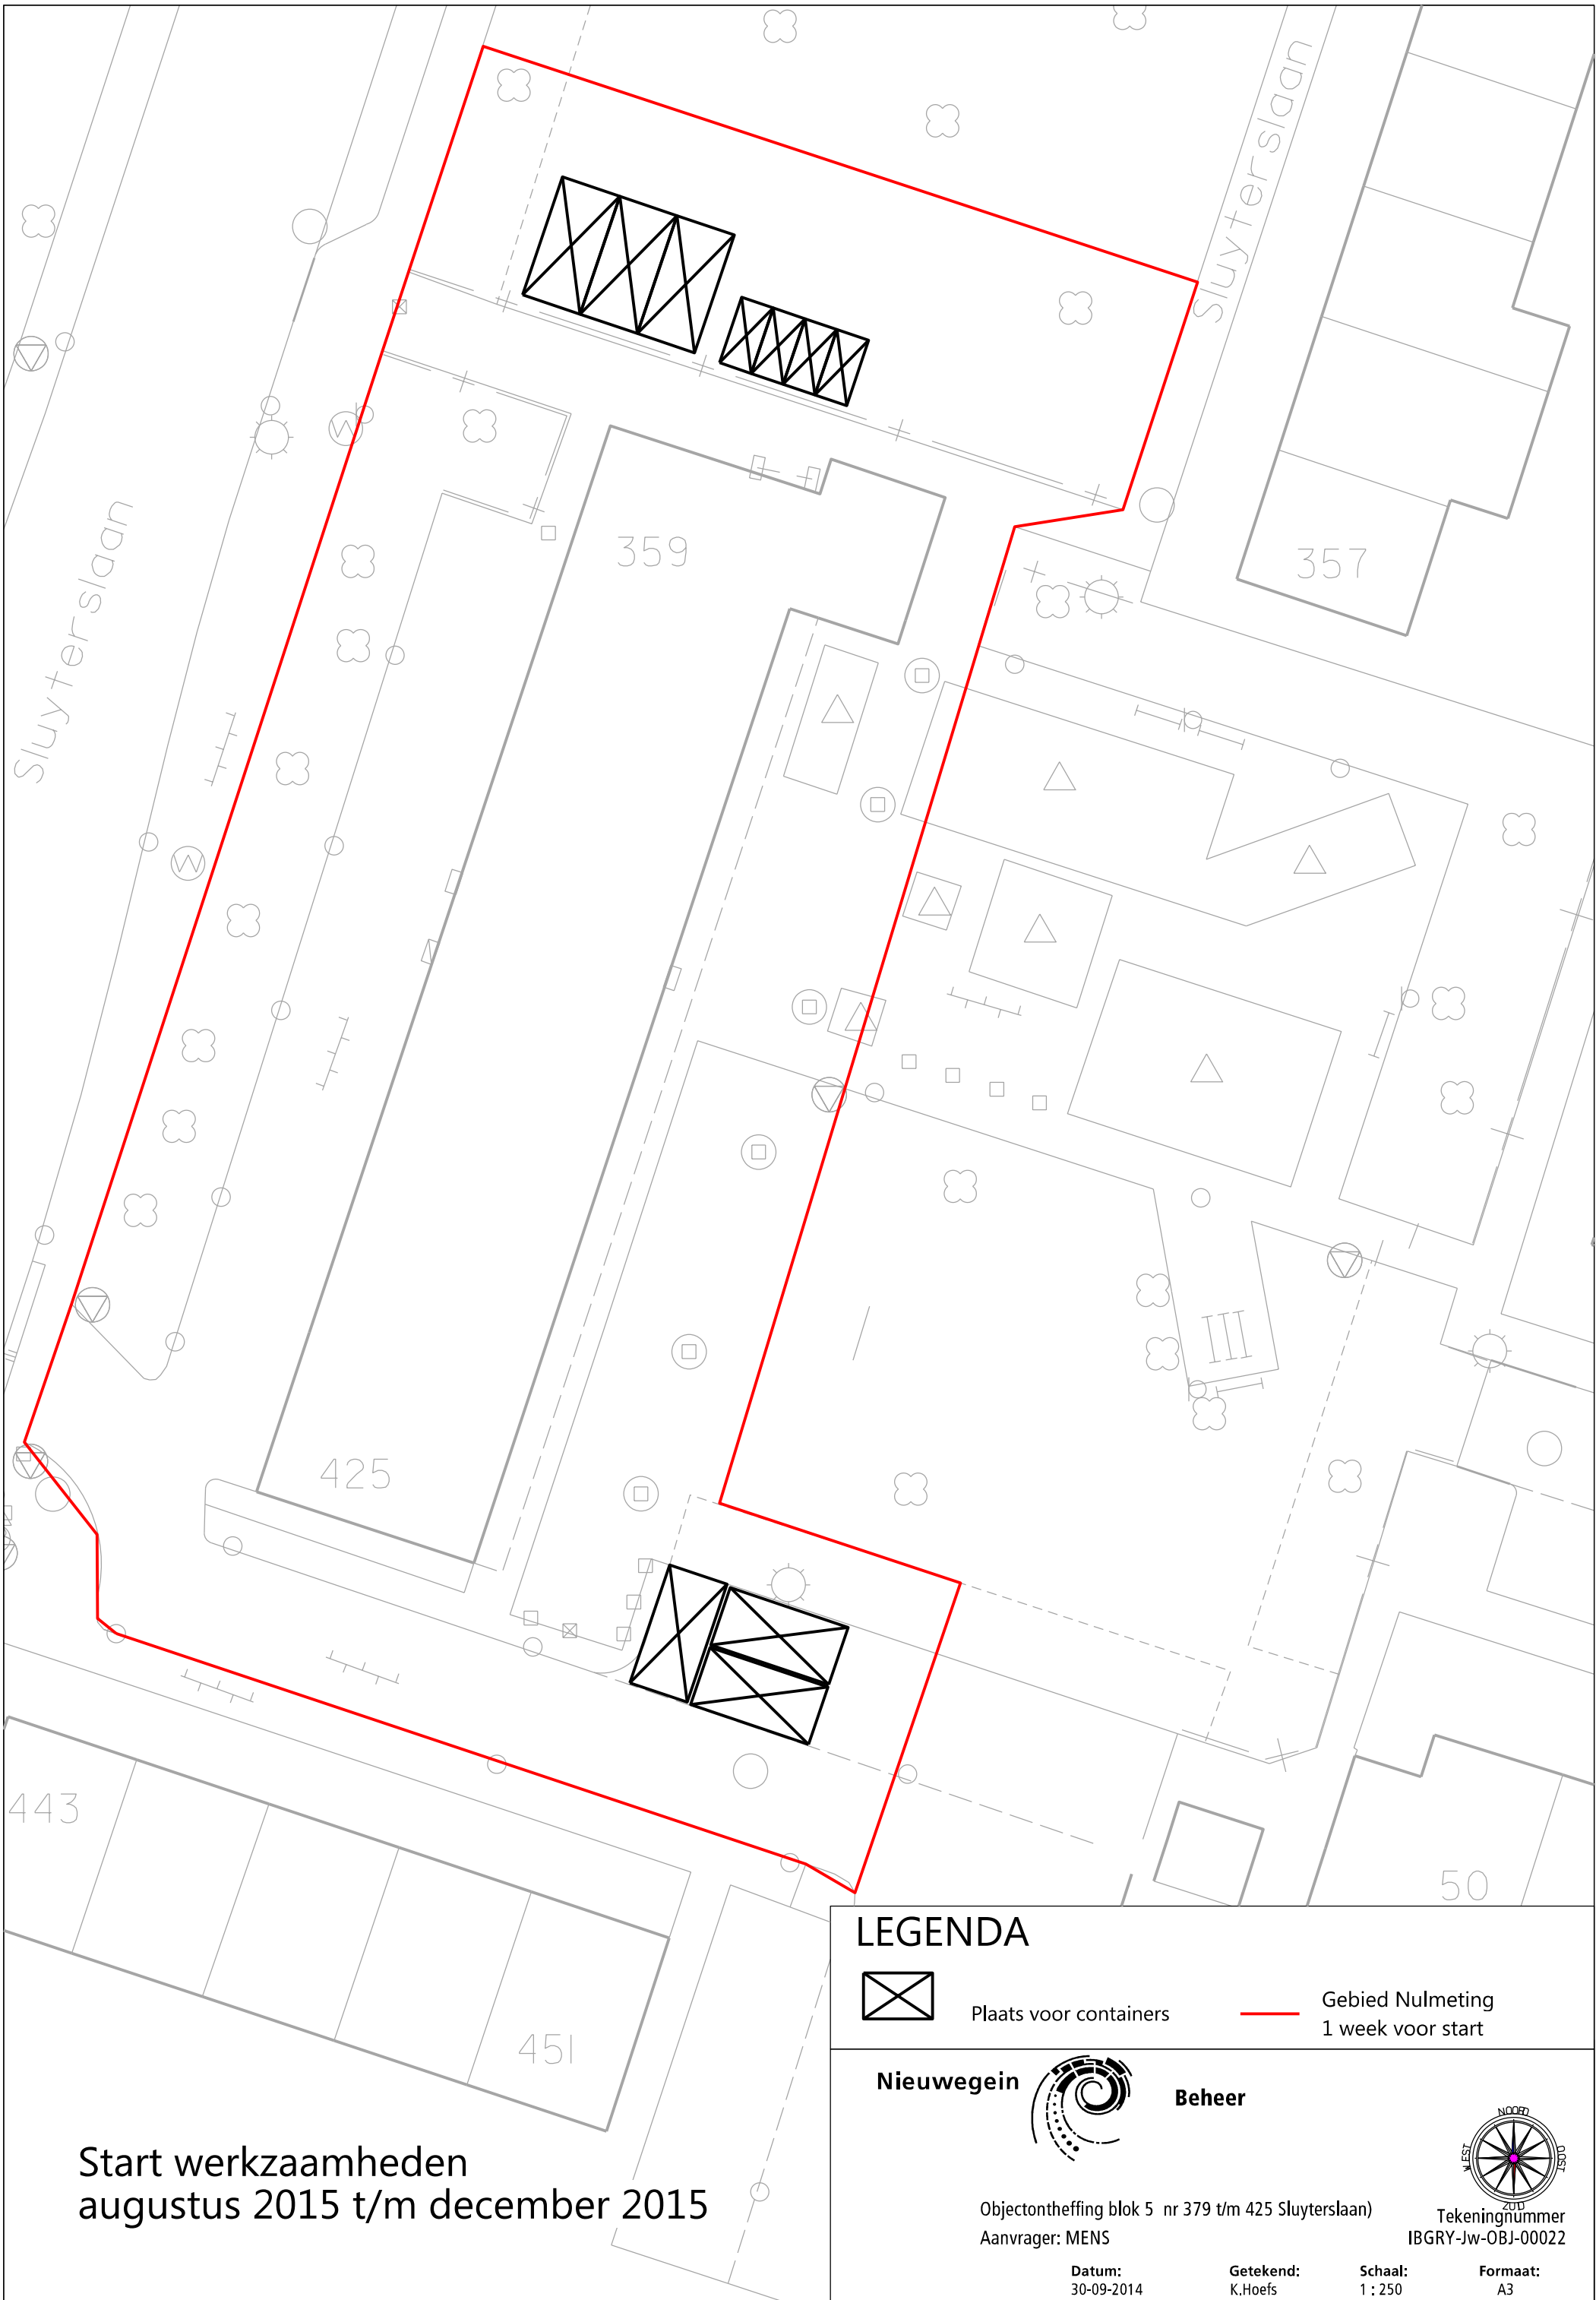 Sluyterslaan
Sluyterslaan
359
357
425
443
451
50
LEGENDA
Plaats voor containers
Gebied Nulmeting
1 week voor start
Nieuwegein
Beheer
NOORD
WEST
OOST
ZUID
Start werkzaamheden
augustus 2015 t/m december 2015
Objectontheffing blok 5 nr 379 t/m 425 Sluyterslaan)
Aanvrager: MENS
Tekeningnummer
IBGRY-Jw-OBJ-00022
Datum: Getekend: Schaal: Formaat:
30-09-2014 K.Hoefs 1 : 250 A3